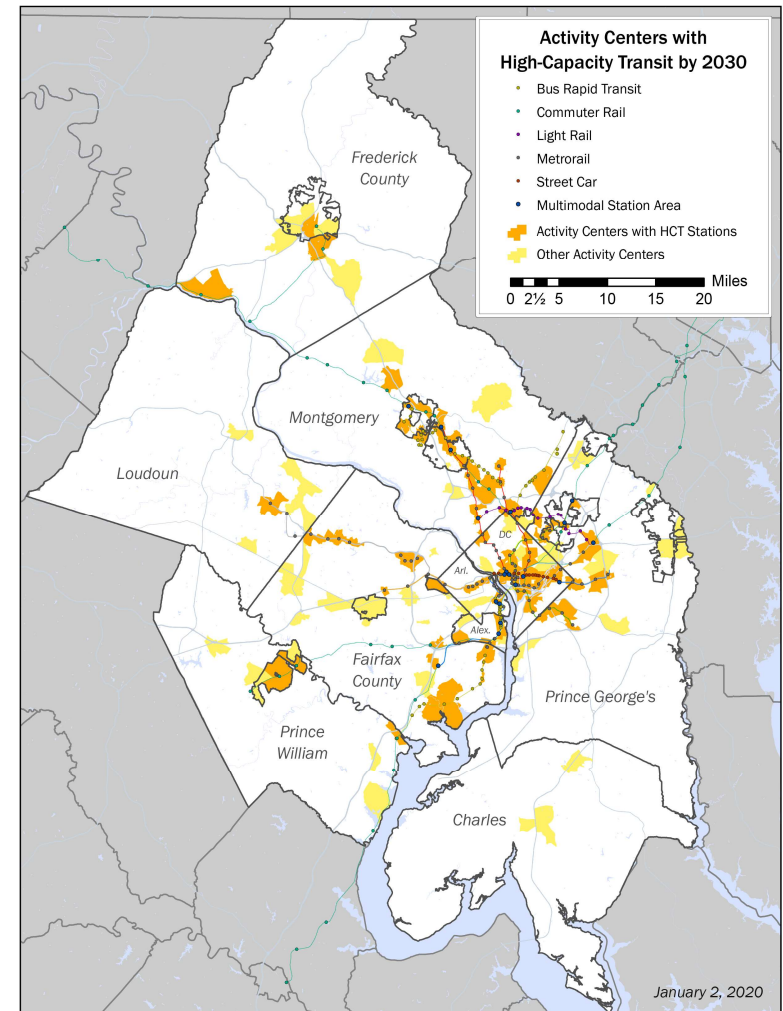 Activity Centers with
High-Capacity Transit by 2030
Bus Rapid Transit
Commuter Rail
Light Rail
Metrorail
Street Car
Multimodal Station Area
Activity Centers with HCT Stations
Other Activity Centers
Miles
0 2½ 5 10 15 20
Frederick
County
Montgomery
Loudoun
DC
Arl.
Alex.
Fairfax
County
Prince George's
Prince
William
Charles
January 2, 2020